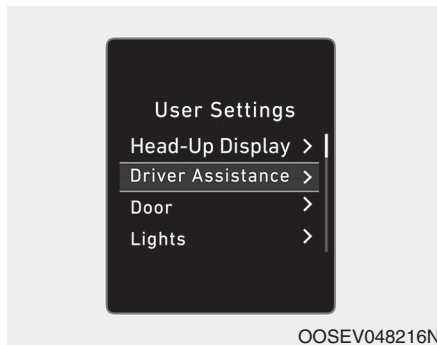 User Settings
Head-Up Display >
Driver Assistance >
Door >
Lights >
OOSEV048216N